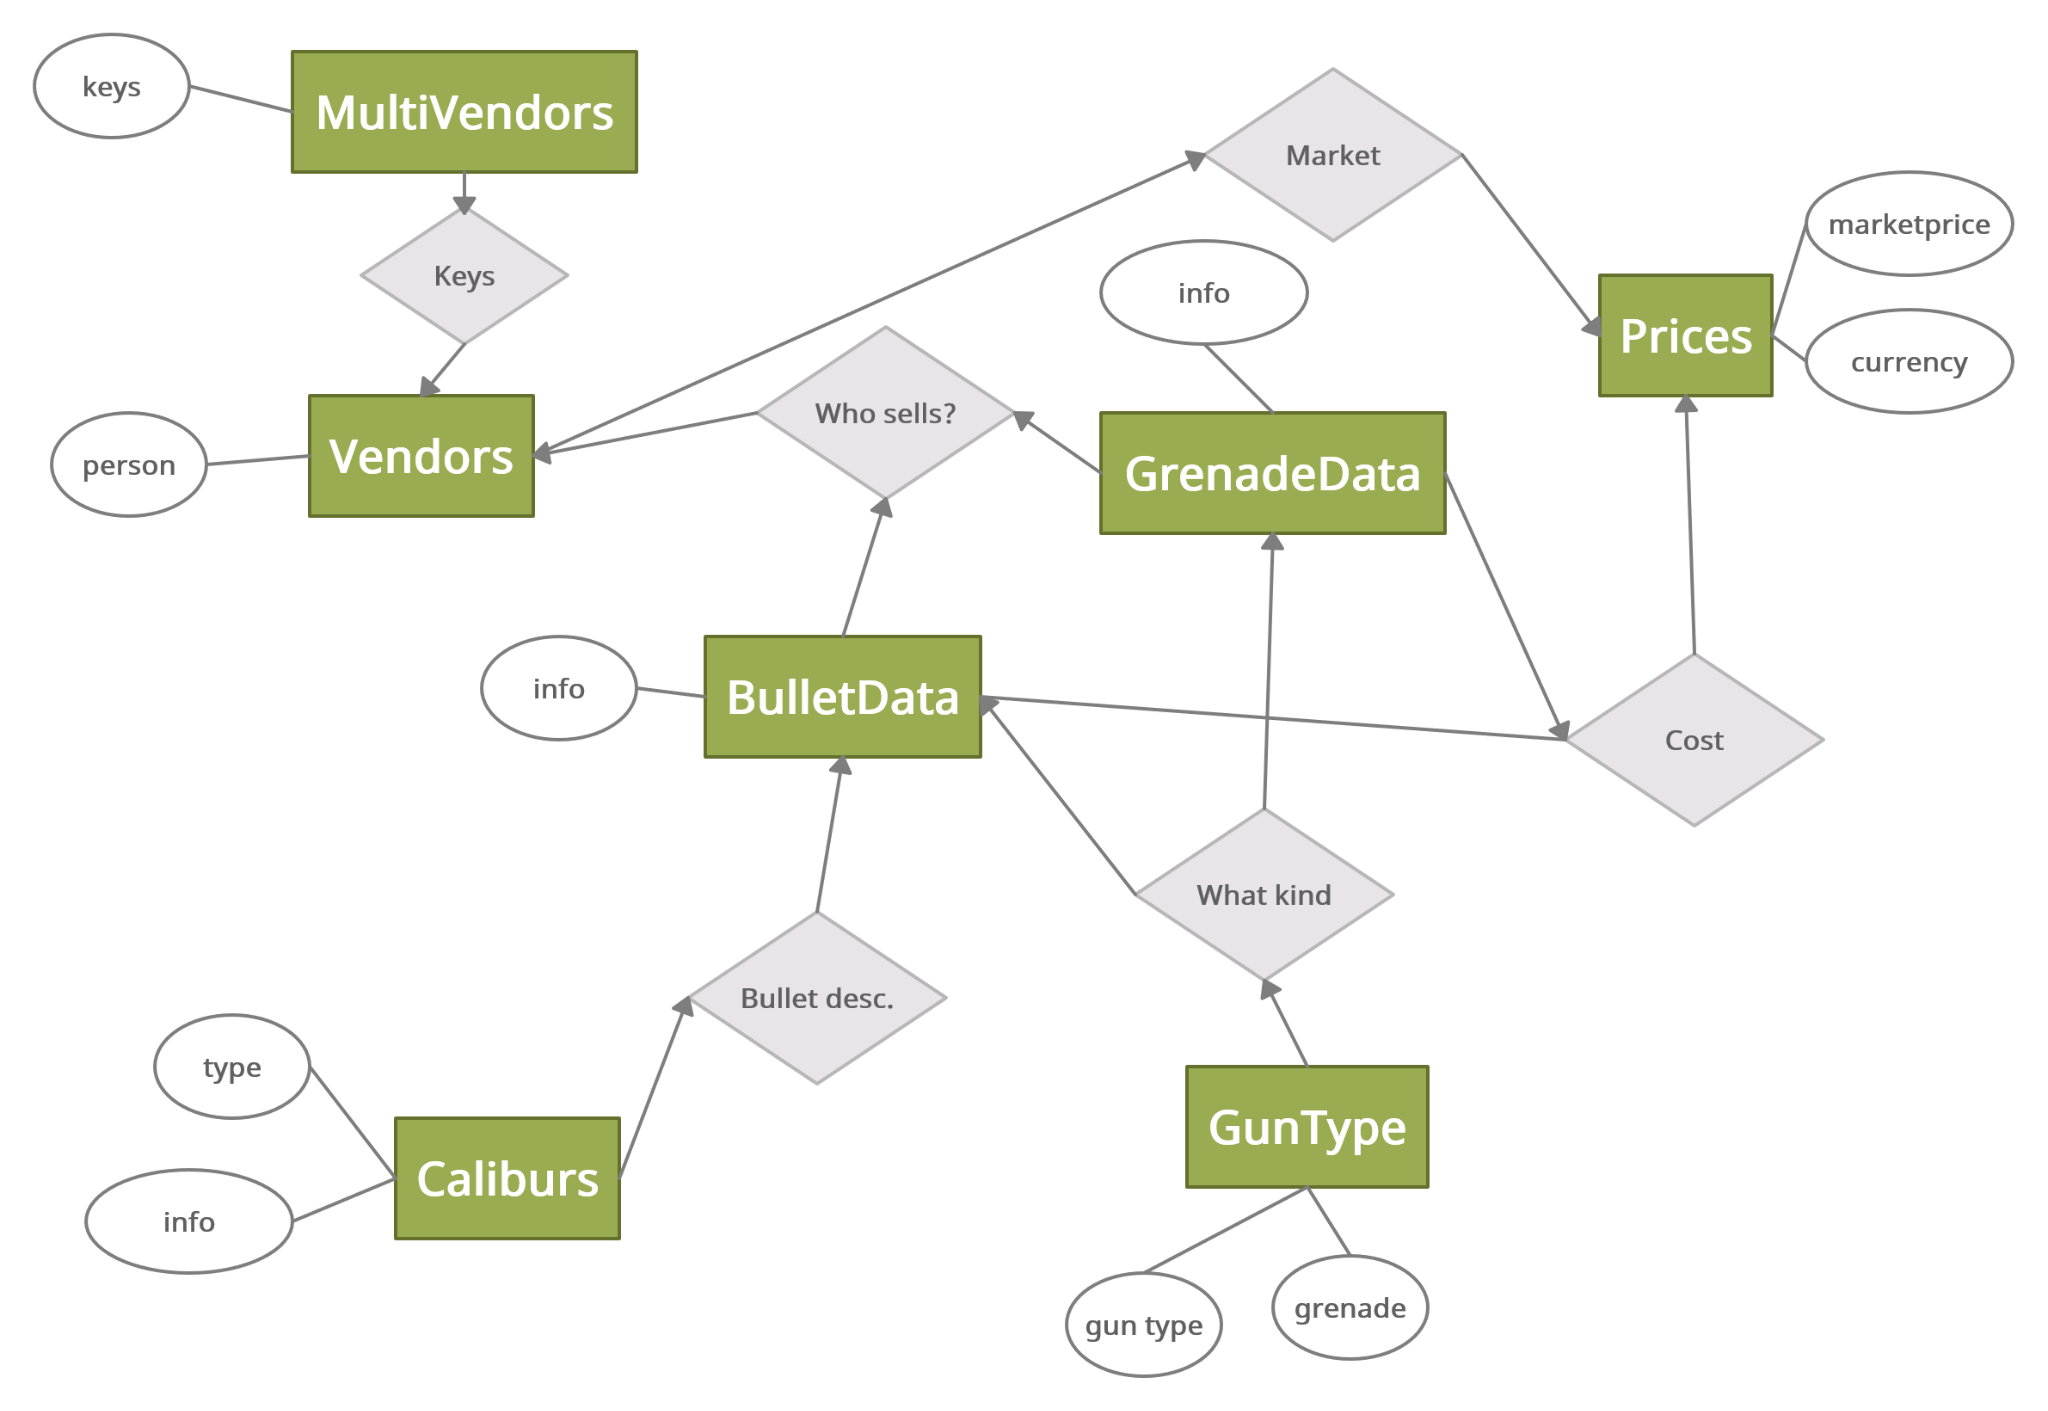 keys
MultiVendors
Market
marketprice
Keys
info
Prices
currency
Who sells?
person
Vendors
GrenadeData
info
BulletData
Cost
What kind
Bullet desc.
type
GunType
Caliburs
info
gun type
grenade